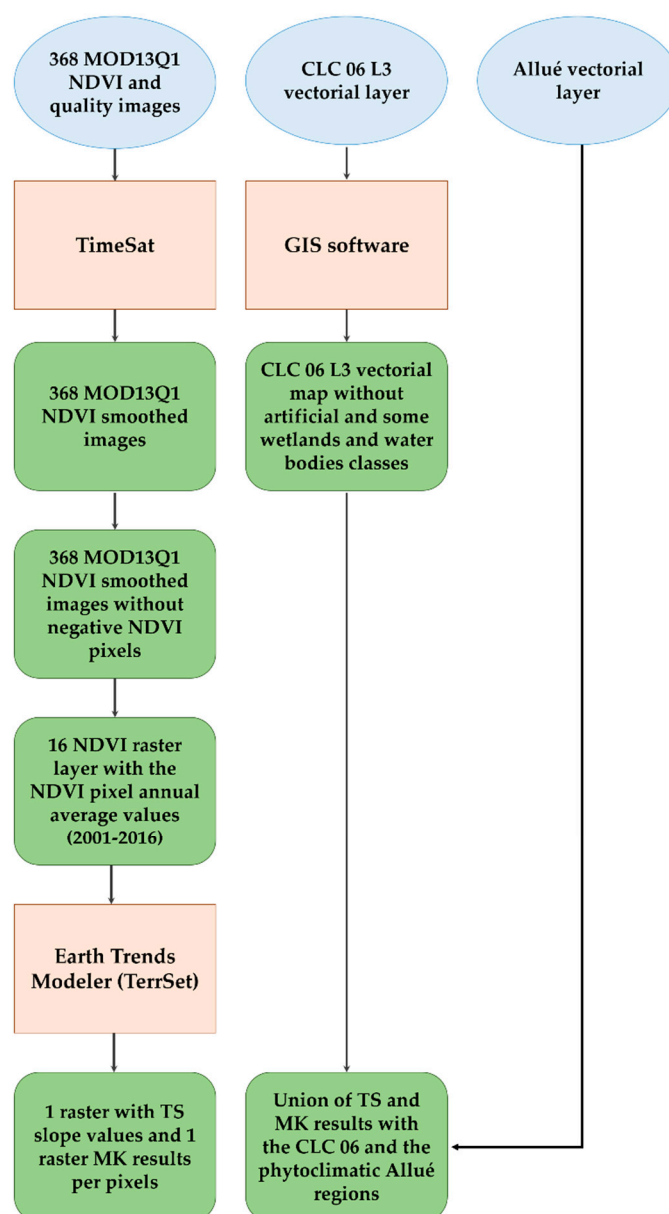 368 MOD13Q1
NDVI and
quality images
CLC 06 L3
vectorial layer
Allué vectorial
layer
TimeSat
GIS software
368 MOD13Q1
NDVI smoothed
images
CLC 06 L3 vectorial
map without
artificial and some
wetlands and water
bodies classes
368 MOD13Q1
NDVI smoothed
images without
negative NDVI
pixels
16 NDVI raster
layer with the
NDVI pixel annual
average values
(2001-2016)
Earth Trends
Modeler (TerrSet)
1 raster with TS
slope values and 1
raster MK results
per pixels
Union of TS and
MK results with
the CLC 06 and the
phytoclimatic Allué
regions